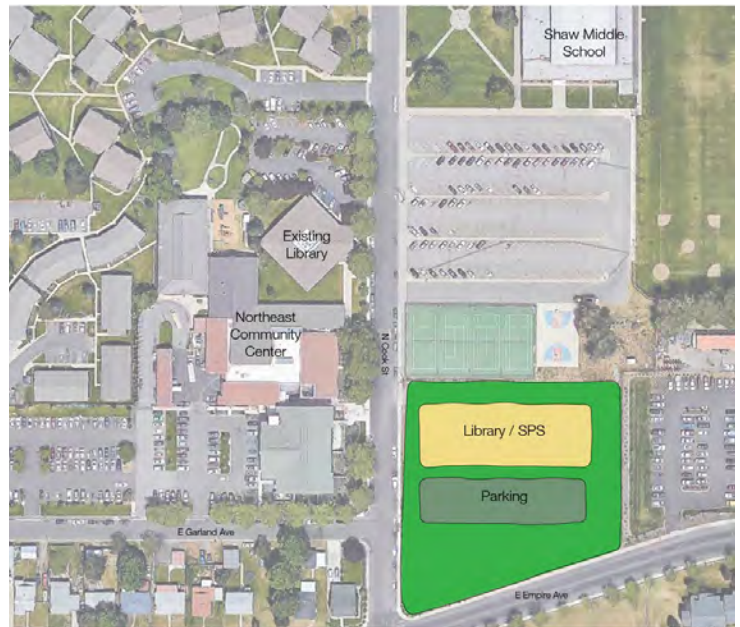 Shaw Middle
School
Existing
Library
Northeast
Community
Center
N Cook St
Library / SPS
Parking
E Garland Ave
E Empire Ave